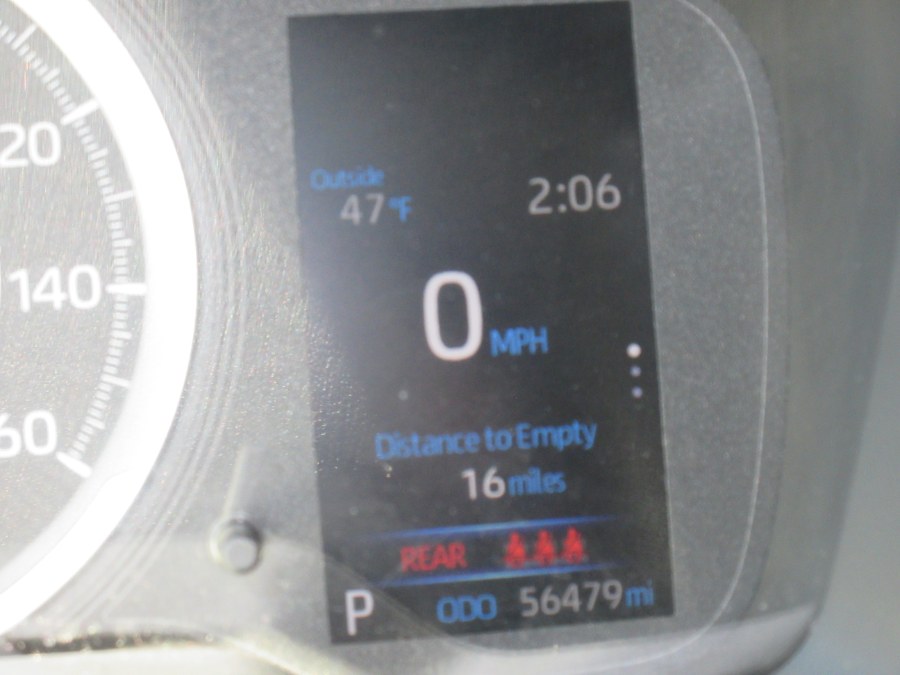 20
140
60
Outside
47°F
2:06
0 MPH
Distance to Empty
16 miles
REAR
P ODO 56479 mi